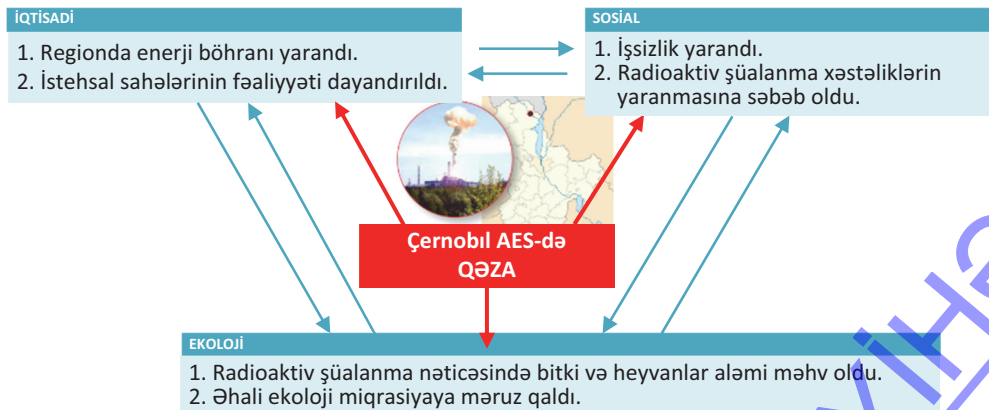 İQTİSADİ
1. Regionda enerji böhranı yarandı.
2. İstehsal sahələrinin fəaliyyəti dayandırıldı.
SOSİAL
1. İşsizlik yarandı.
2. Radioaktiv şüalanma xəstəliklərin
yaranmasına səbəb oldu.
Çernobıl AES-də
QƏZA
EKOLOJİ
1. Radioaktiv şüalanma nəticəsində bitki və heyvanlar aləmi məhv oldu.
2. Əhali ekoloji miqrasiyaya məruz qaldı.